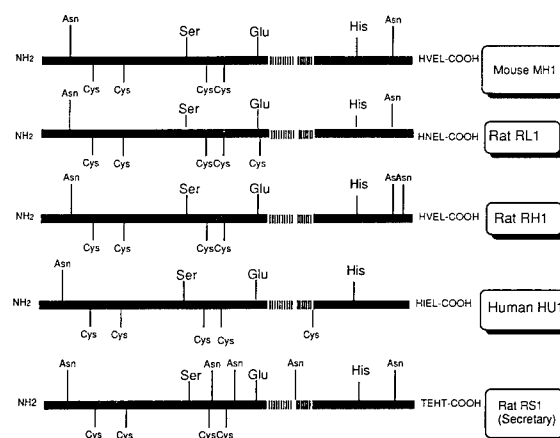 Asn Ser Glu His Asn
NH2 HVEL-COOH Mouse MH1
Cys Cys Cys Cys
Asn Ser Glu His Asn
NH2 HNEL-COOH Rat RL1
Cys Cys Cys Cys Cys
Asn Ser Glu His AsnAsn
NH2 HVEL-COOH Rat RH1
Cys Cys Cys Cys
Asn Ser Glu His
NH2 HIEL-COOH Human HU1
Cys Cys Cys Cys Cys
Asn Ser Asn Asn Glu Asn His Asn
NH2 TEHT-COOH Rat RS1
(Secretary)
Cys Cys Cys Cys